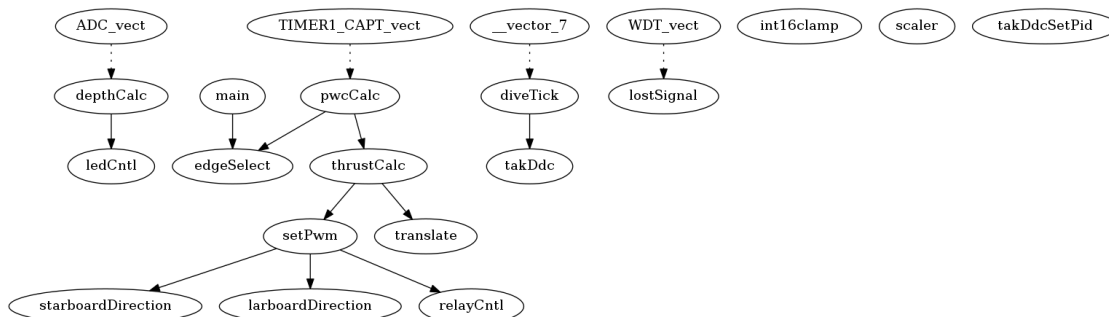 ADC_vect
TIMER1_CAPT_vect
__vector_7
WDT_vect
int16clamp
scaler
takDdcSetPid
depthCalc
main
pwcCalc
diveTick
lostSignal
ledCntl
edgeSelect
thrustCalc
takDdc
setPwm
translate
starboardDirection
larboardDirection
relayCntl